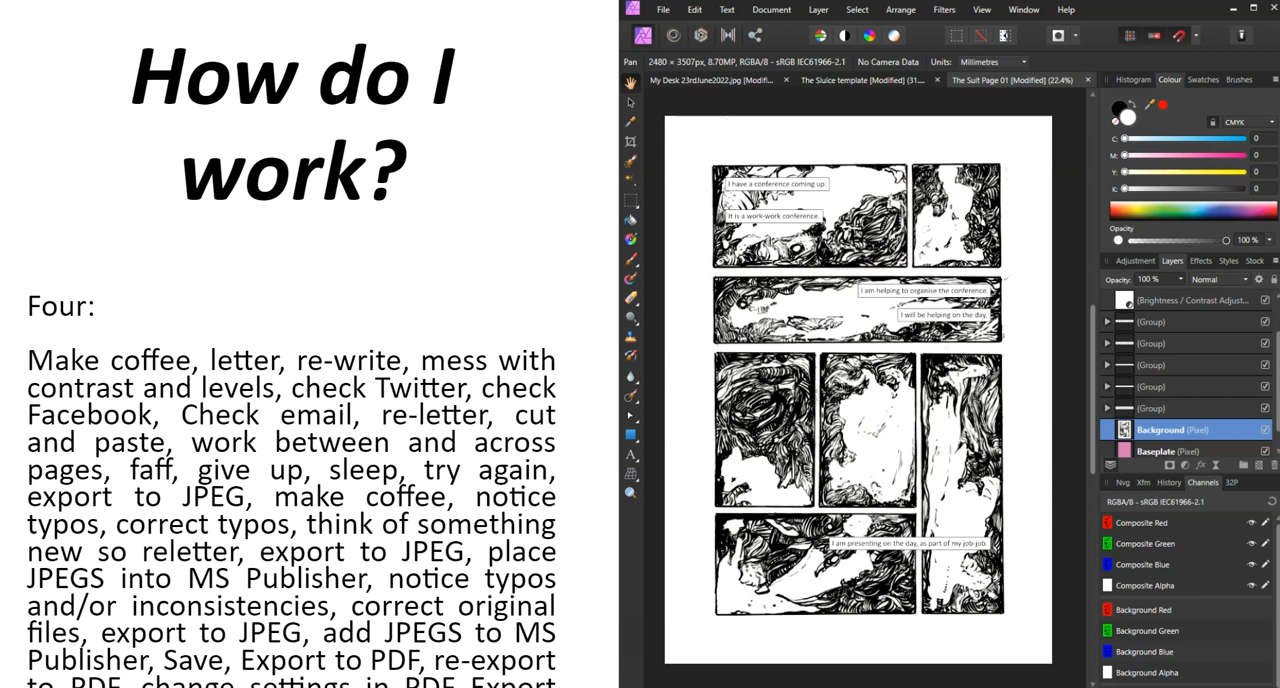 How do I
work?
Four:
Make coffee, letter, re-write, mess with
contrast and levels, check Twitter, check
Facebook, Check email, re-letter, cut
and paste, work between and across
pages, faff, give up, sleep, try again,
export to JPEG, make coffee, notice
typos, correct typos, think of something
new so reletter, export to JPEG, place
JPEGS into MS Publisher, notice typos
and/or inconsistencies, correct original
files, export to JPEG, add JPEGS to MS
Publisher, Save, Export to PDF, re-export
to PDF, change settings in PDF Export
File Edit Text Document Layer Select Arrange Filters View Window Help
Pan 2480 × 3507px, 8.70MP, RGBA/8 - sRGB IEC61966-2.1 No Camera Data Units: Millimetres
My Desk 23rdJune2022.jpg [Modifi... The Sluice template [Modified] (31.... The Suit Page 01 [Modified] (22.4%)
I have a conference coming up.
It is a work-work conference.
I am helping to organise the conference.
I will be helping on the day.
I am presenting on the day, as part of my job-job.
Histogram Colour Swatches Brushes
CMYK
C: 0
M: 0
Y: 0
K: 0
Opacity
100 %
Adjustment Layers Effects Styles Stock
Opacity: 100 % Normal
(Brightness / Contrast Adjust...
(Group)
(Group)
(Group)
(Group)
(Group)
Background (Pixel)
Baseplate (Pixel)
Nvg Xfm History Channels 32P
RGBA/8 - sRGB IEC61966-2.1
Composite Red
Composite Green
Composite Blue
Composite Alpha
Background Red
Background Green
Background Blue
Background Alpha